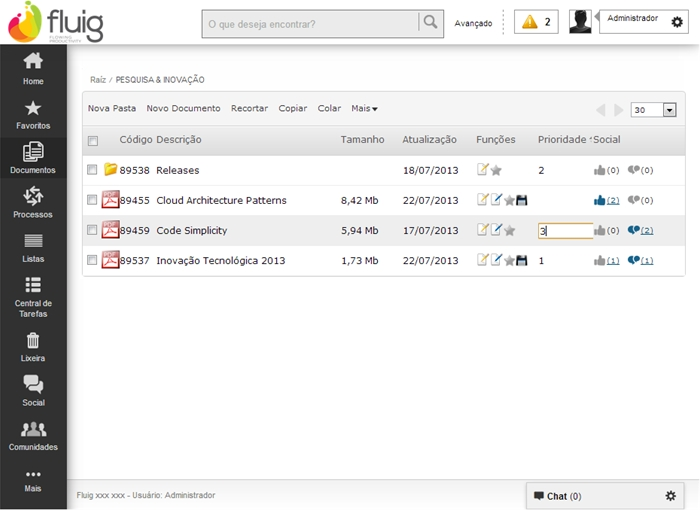 fluig
FLOWING
PRODUCTIVITY
O que deseja encontrar?
Avançado
2
Administrador
Home
Favoritos
Documentos
Processos
Listas
Central de
Tarefas
Lixeira
Social
Comunidades
Mais
Raíz / PESQUISA & INOVAÇÃO
Nova Pasta Novo Documento Recortar Copiar Colar Mais 30
Código Descrição Tamanho Atualização Funções Prioridade Social
89538 Releases 18/07/2013 2 (0) (0)
89455 Cloud Architecture Patterns 8,42 Mb 22/07/2013 (2) (0)
89459 Code Simplicity 5,94 Mb 17/07/2013 3 (0) (2)
89537 Inovação Tecnológica 2013 1,73 Mb 22/07/2013 1 (1) (1)
Fluig xxx xxx - Usuário: Administrador
Chat (0)